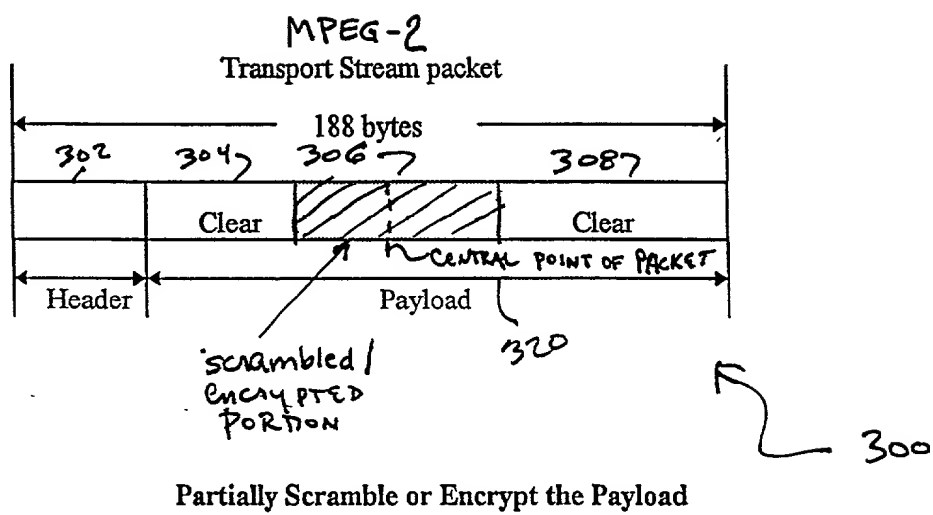 MPEG-2
Transport Stream packet
188 bytes
302 304 306 308
Clear Clear
CENTRAL POINT OF PACKET
Header Payload
320
scrambled/
ENCRYPTED
PORTION
300
Partially Scramble or Encrypt the Payload